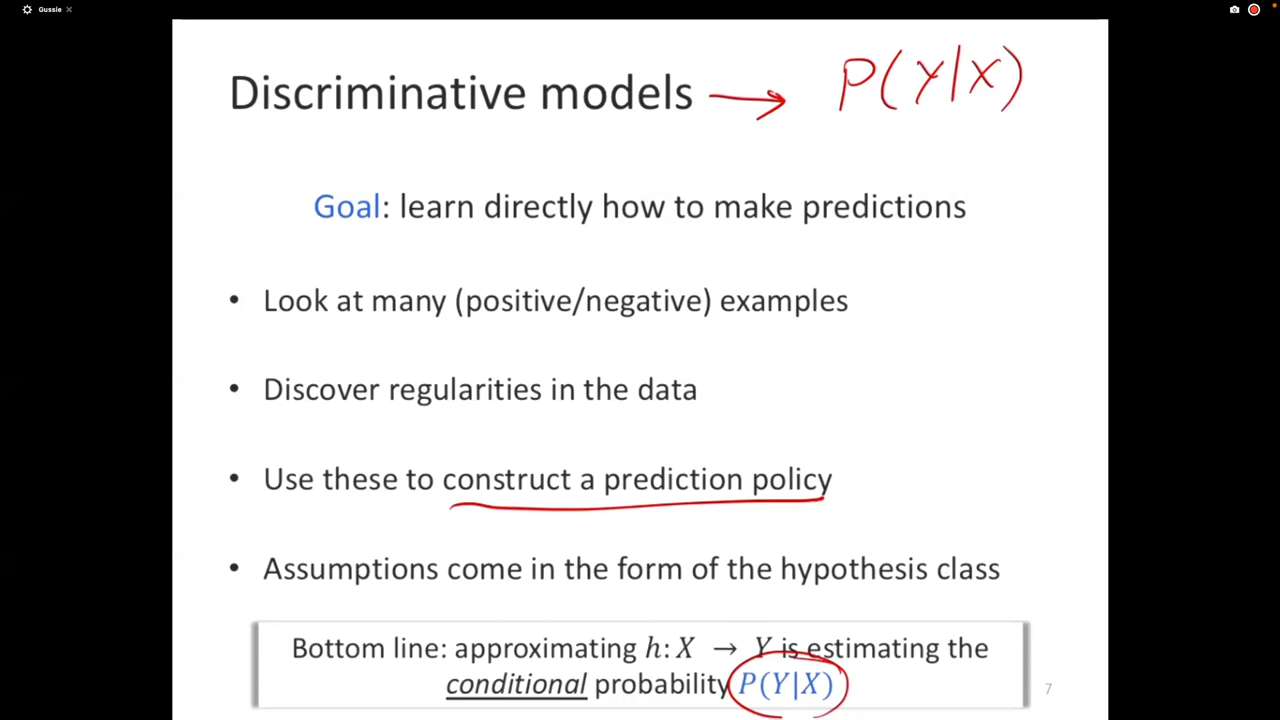 Gussie
Discriminative models → P(Y|X)
Goal: learn directly how to make predictions
• Look at many (positive/negative) examples
• Discover regularities in the data
• Use these to construct a prediction policy
• Assumptions come in the form of the hypothesis class
Bottom line: approximating h: X → Y is estimating the
conditional probability P(Y|X)
7